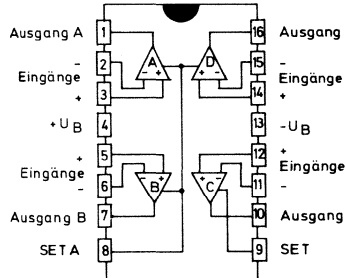 Ausgang A 1 16 Ausgang
- 2 A D 15 -
Eingänge - + - + Eingänge
+ 3 14 +
+UB 4 13 -UB
+ 5 12 +
Eingänge - + + - Eingänge
- 6 B C 11 -
Ausgang B 7 10 Ausgang
SET A 8 9 SET